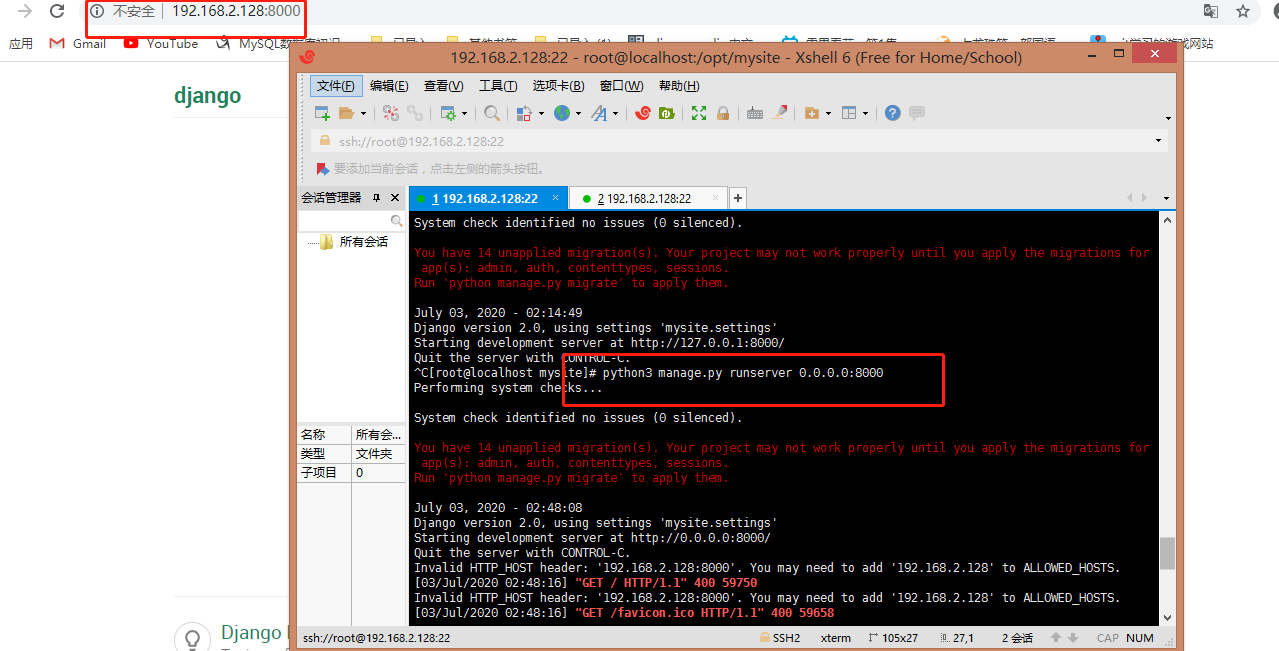 不安全 192.168.2.128:8000
应用 Gmail YouTube
django
192.168.2.128:22 - root@localhost:/opt/mysite - Xshell 6 (Free for Home/School)
文件(F) 编辑(E) 查看(V) 工具(T) 选项卡(B) 窗口(W) 帮助(H)
ssh://root@192.168.2.128:22
要添加当前会话，点击左侧的箭头按钮。
会话管理器
1 192.168.2.128:22 2 192.168.2.128:22
所有会话
System check identified no issues (0 silenced).
You have 14 unapplied migration(s). Your project may not work properly until you apply the migrations for
app(s): admin, auth, contenttypes, sessions.
Run 'python manage.py migrate' to apply them.
July 03, 2020 - 02:14:49
Django version 2.0, using settings 'mysite.settings'
Starting development server at http://127.0.0.1:8000/
Quit the server with CONTROL-C.
^C[root@localhost mysite]# python3 manage.py runserver 0.0.0.0:8000
Performing system checks...
System check identified no issues (0 silenced).
You have 14 unapplied migration(s). Your project may not work properly until you apply the migrations for
app(s): admin, auth, contenttypes, sessions.
Run 'python manage.py migrate' to apply them.
July 03, 2020 - 02:48:08
Django version 2.0, using settings 'mysite.settings'
Starting development server at http://0.0.0.0:8000/
Quit the server with CONTROL-C.
Invalid HTTP_HOST header: '192.168.2.128:8000'. You may need to add '192.168.2.128' to ALLOWED_HOSTS.
[03/Jul/2020 02:48:16] "GET / HTTP/1.1" 400 59750
Invalid HTTP_HOST header: '192.168.2.128:8000'. You may need to add '192.168.2.128' to ALLOWED_HOSTS.
[03/Jul/2020 02:48:16] "GET /favicon.ico HTTP/1.1" 400 59658
名称 所有会...
类型 文件夹
子项目 0
Django
ssh://root@192.168.2.128:22 SSH2 xterm 105x27 27,1 2 会话 CAP NUM